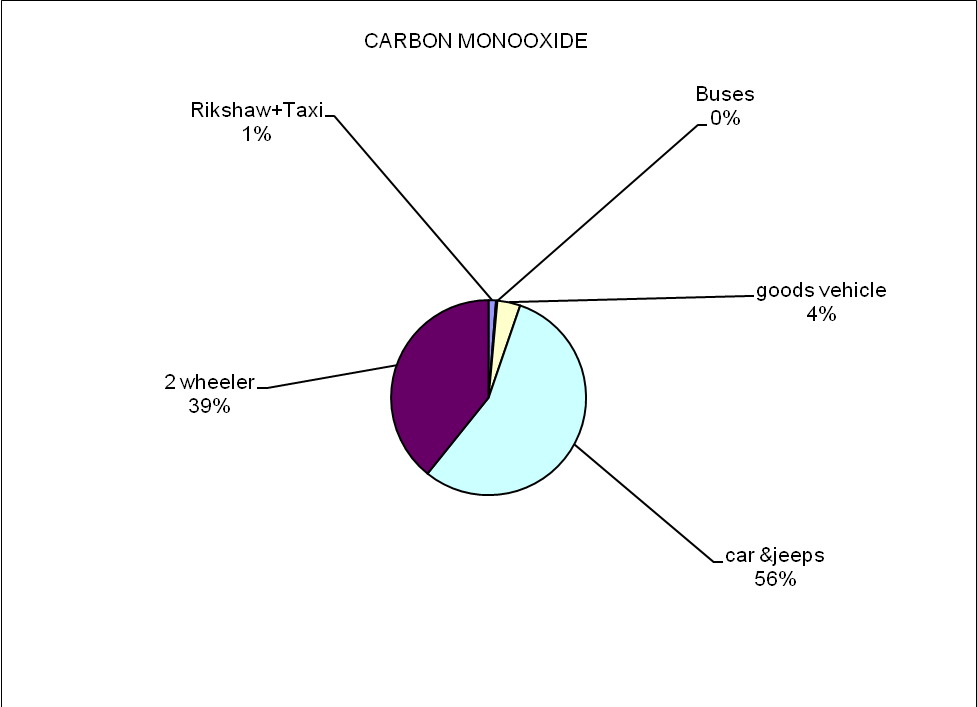 CARBON MONOOXIDE
Rikshaw+Taxi
1%
Buses
0%
goods vehicle
4%
2 wheeler
39%
car &jeeps
56%